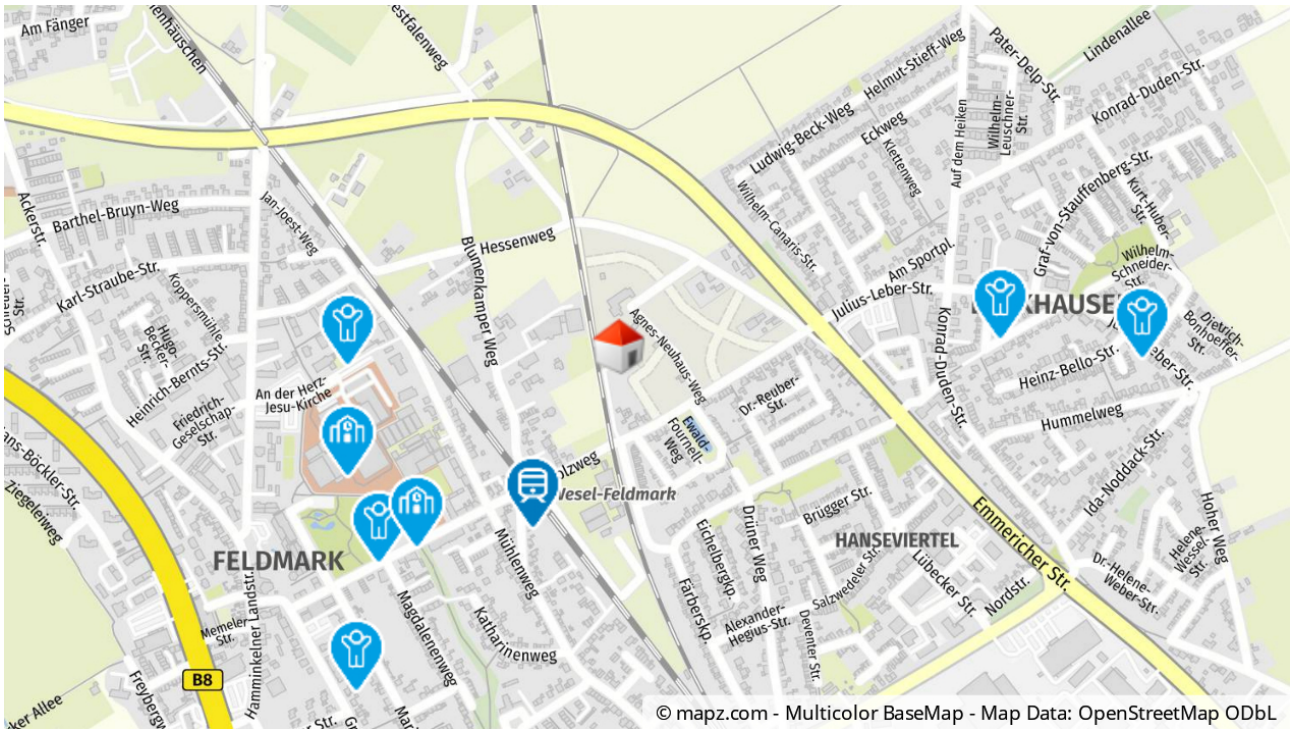 Am Fänger
Lindenallee
Pater-Delp-Str.
Helmut-Stieff-Weg
Konrad-Duden-Str.
Wilhelm-
Leuschner-
Str.
Ludwig-Beck-Weg
Eckweg
Klettenweg
Auf dem Heiken
Graf-von-Stauffenberg-Str.
Kurt-Huber-
Str.
Ackerstr.
Barthel-Bruyn-Weg
Jan-Joest-Weg
Hessenweg
Blumenkamper Weg
Wilhelm-Canaris-Str.
Am Sportpl.
Wilhelm-
Schneider-
Str.
Karl-Straube-Str.
Koppersmühle
Hugo-
Becker-
Str.
Heinrich-Bernts-Str.
Julius-Leber-Str.
Dietrich-
Bonhoeffer-
Str.
Agnes-Neuhaus-Weg
Konrad-Duden-Str.
Heinz-Bello-Str.
An der Herz-
Jesu-Kirche
Friedrich-
Geselschap-
Str.
Dr.-Reuber-
Str.
Hummelweg
Ewald-
Fournell-
Weg
Ziegeleiweg
Wesel-Feldmark
Ida-Noddack-Str.
Hoher Weg
Brügger Str.
Emmericher Str.
FELDMARK
Mühlenweg
Eichelbergkp.
Drüner Weg
HANSEVIERTEL
Helene-
Wessel-
Str.
Dr.-Helene-
Weber-Str.
Lübecker Str.
Nordstr.
Salzwedeler Str.
Hamminkelner Landstr.
Memeler
Str.
Magdalenenweg
Katharinenweg
Färberskp.
Alexander-
Hegius-Str.
Deventer Str.
B8
© mapz.com - Multicolor BaseMap - Map Data: OpenStreetMap ODbL